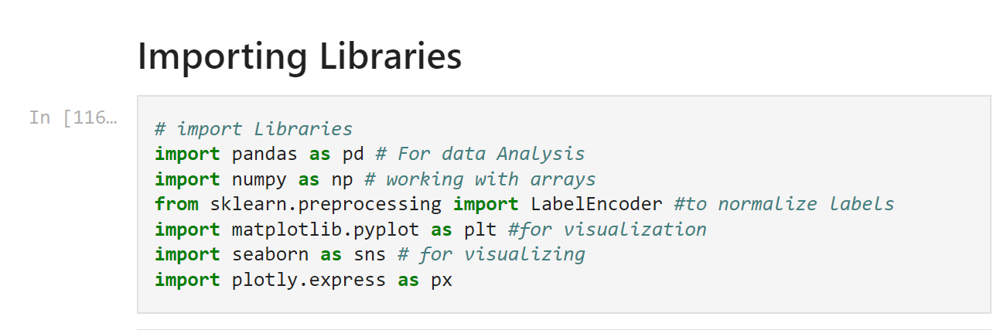 Importing Libraries
In [116…
# import Libraries
import pandas as pd # For data Analysis
import numpy as np # working with arrays
from sklearn.preprocessing import LabelEncoder #to normalize labels
import matplotlib.pyplot as plt #for visualization
import seaborn as sns # for visualizing
import plotly.express as px